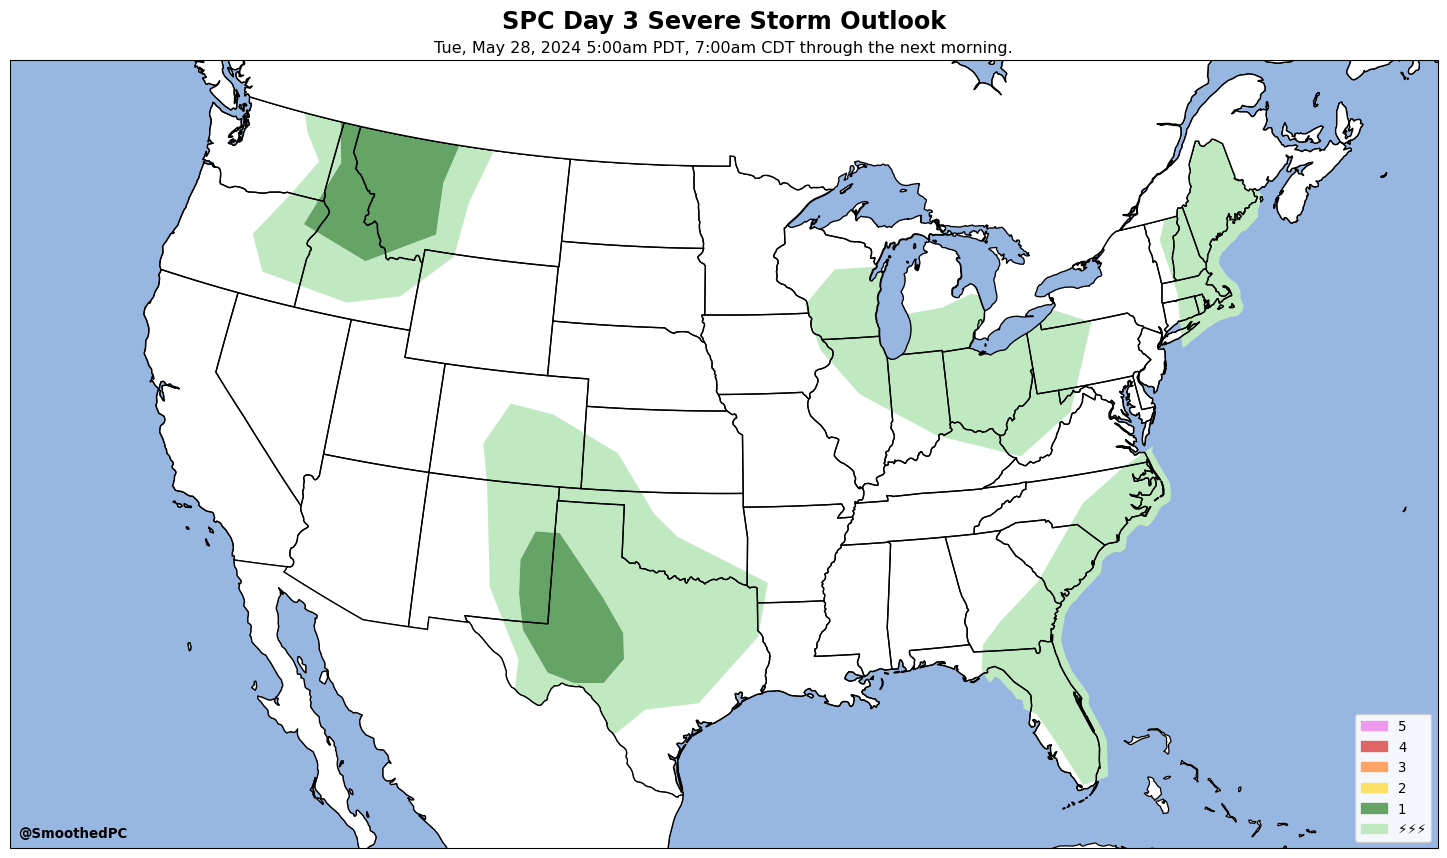 SPC Day 3 Severe Storm Outlook
Tue, May 28, 2024 5:00am PDT, 7:00am CDT through the next morning.
5
4
3
2
1
⚡⚡⚡
@SmoothedPC